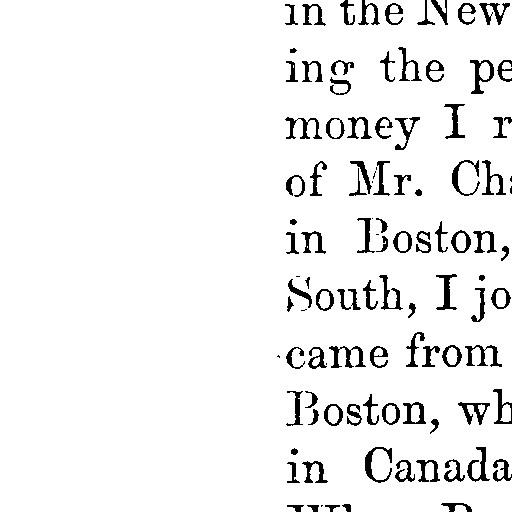 in the New
ing the pe
money I r
of Mr. Cha
in Boston,
South, I jo
came from
Boston, wh
in Canada